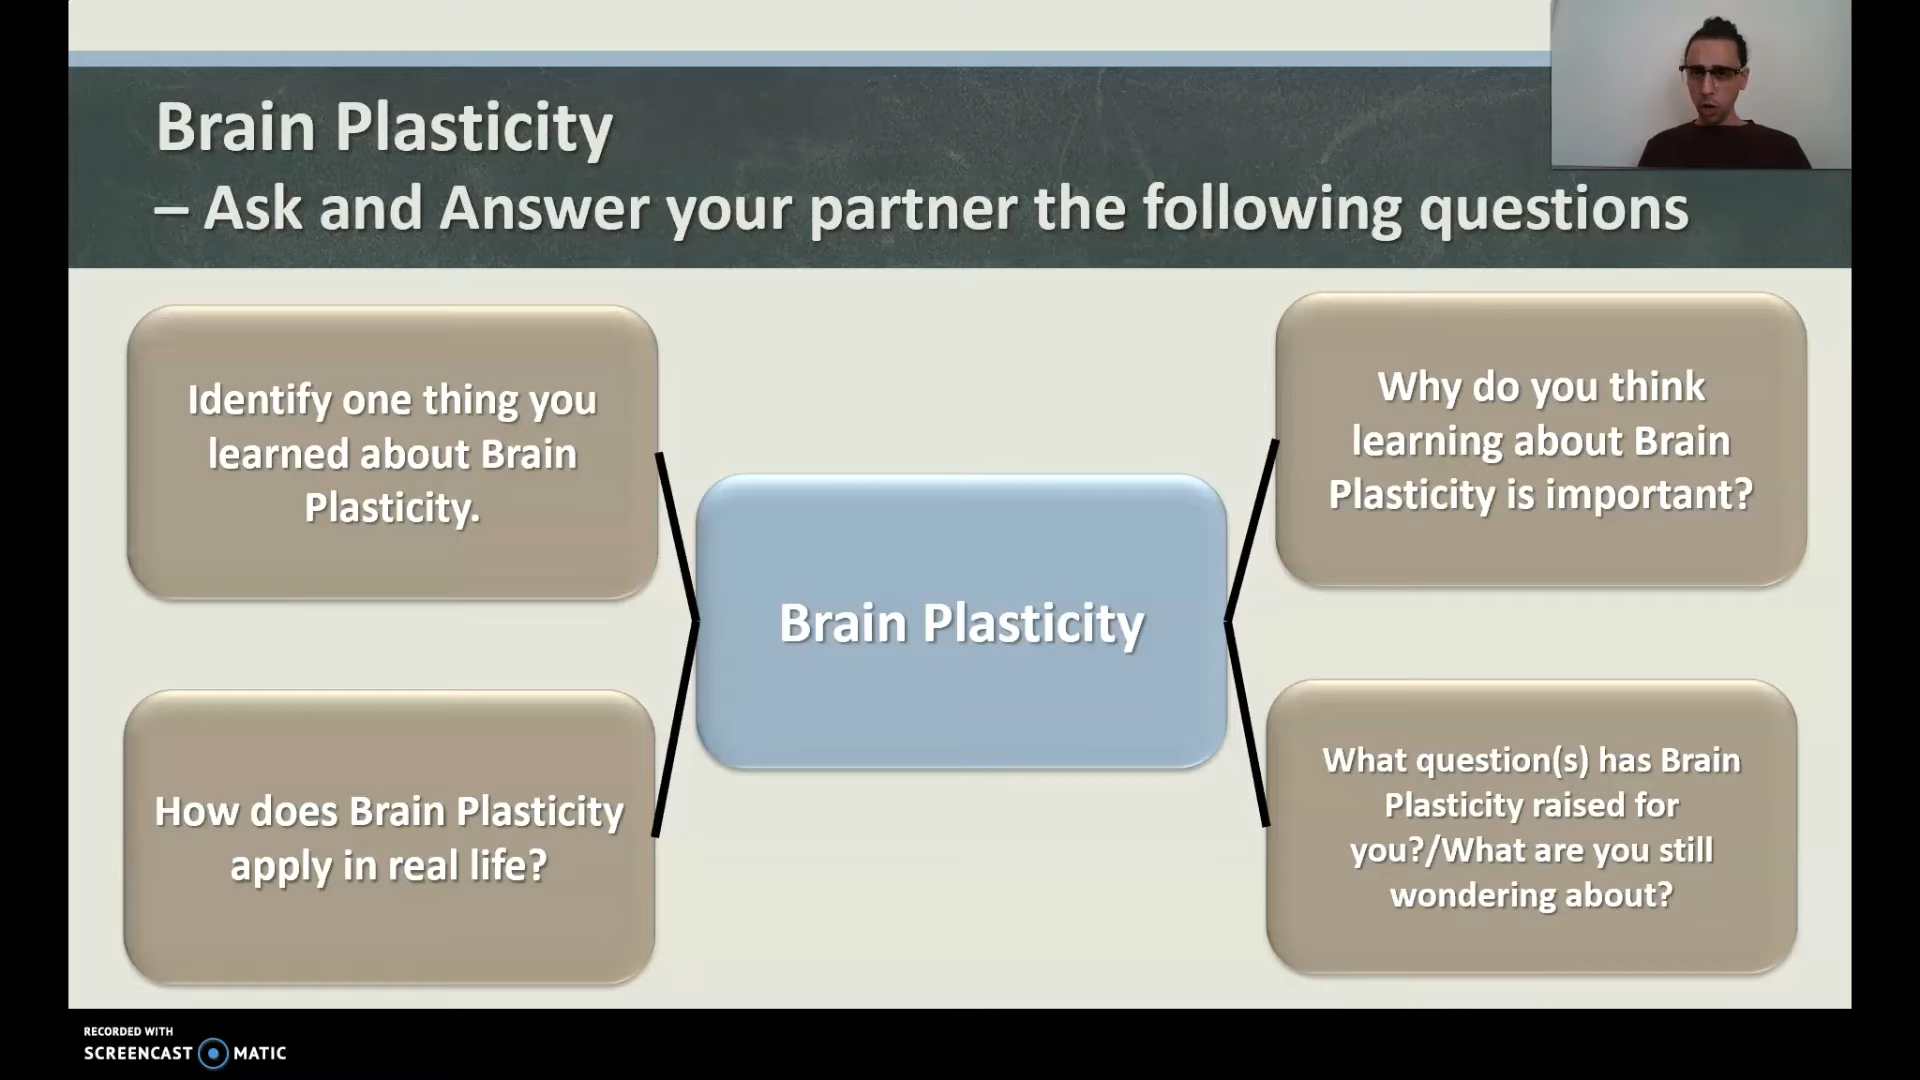 Brain Plasticity
– Ask and Answer your partner the following questions
Identify one thing you
learned about Brain
Plasticity.
How does Brain Plasticity
apply in real life?
Brain Plasticity
Why do you think
learning about Brain
Plasticity is important?
What question(s) has Brain
Plasticity raised for
you?/What are you still
wondering about?
RECORDED WITH
SCREENCAST MATIC